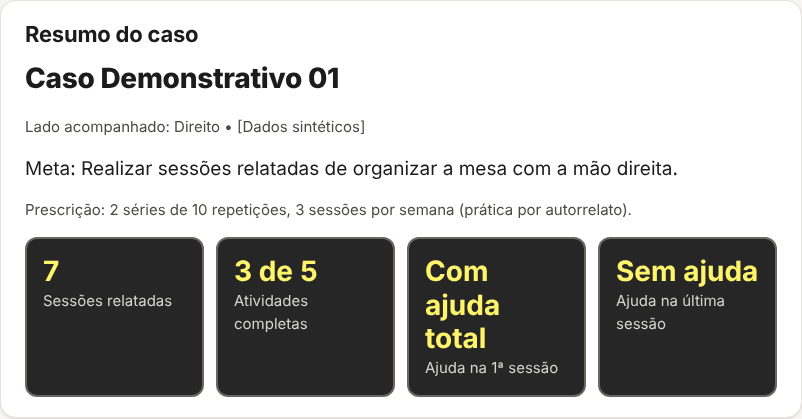 Resumo do caso
Caso Demonstrativo 01
Lado acompanhado: Direito • [Dados sintéticos]
Meta: Realizar sessões relatadas de organizar a mesa com a mão direita.
Prescrição: 2 séries de 10 repetições, 3 sessões por semana (prática por autorrelato).
7
Sessões relatadas
3 de 5
Atividades
completas
Com
ajuda
total
Ajuda na 1ª sessão
Sem ajuda
Ajuda na última
sessão